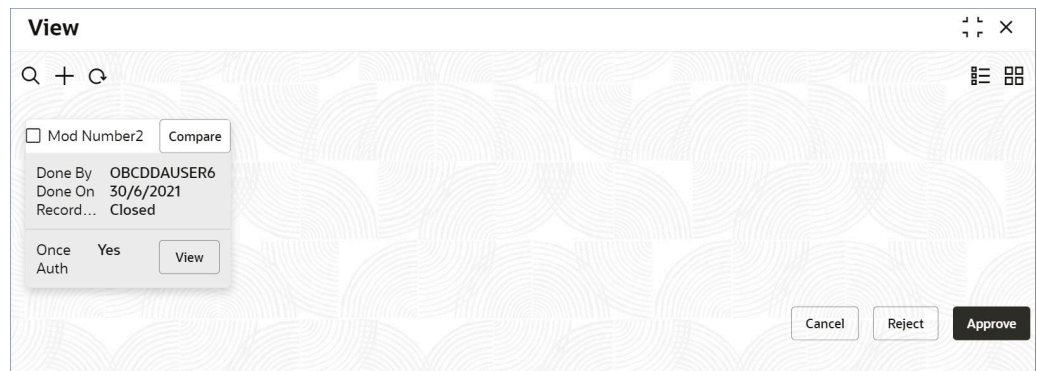 View
Mod Number2 Compare
Done By OBCDDAUSER6
Done On 30/6/2021
Record... Closed
Once Auth Yes View
Cancel Reject Approve